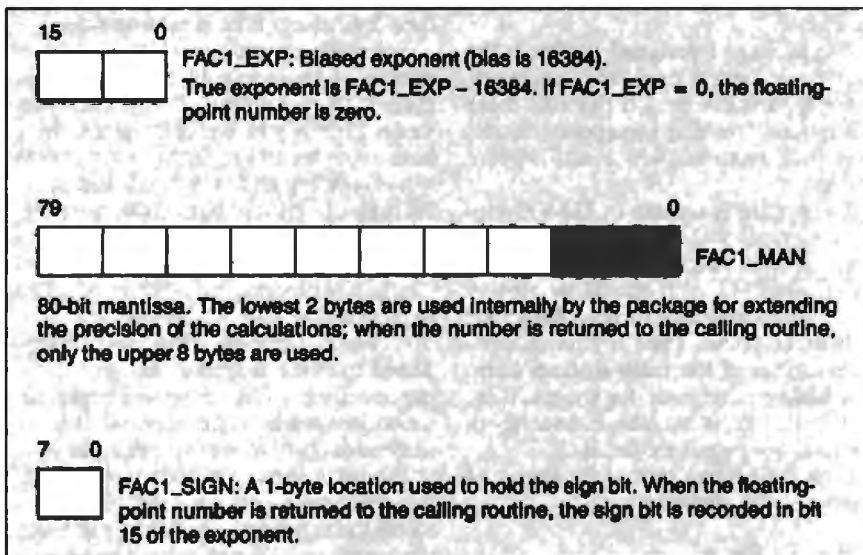 15 0
FAC1_EXP: Biased exponent (bias is 16384).
True exponent is FAC1_EXP – 16384. If FAC1_EXP = 0, the floating-
point number is zero.
79 0
FAC1_MAN
80-bit mantissa. The lowest 2 bytes are used internally by the package for extending
the precision of the calculations; when the number is returned to the calling routine,
only the upper 8 bytes are used.
7 0
FAC1_SIGN: A 1-byte location used to hold the sign bit. When the floating-
point number is returned to the calling routine, the sign bit is recorded in bit
15 of the exponent.